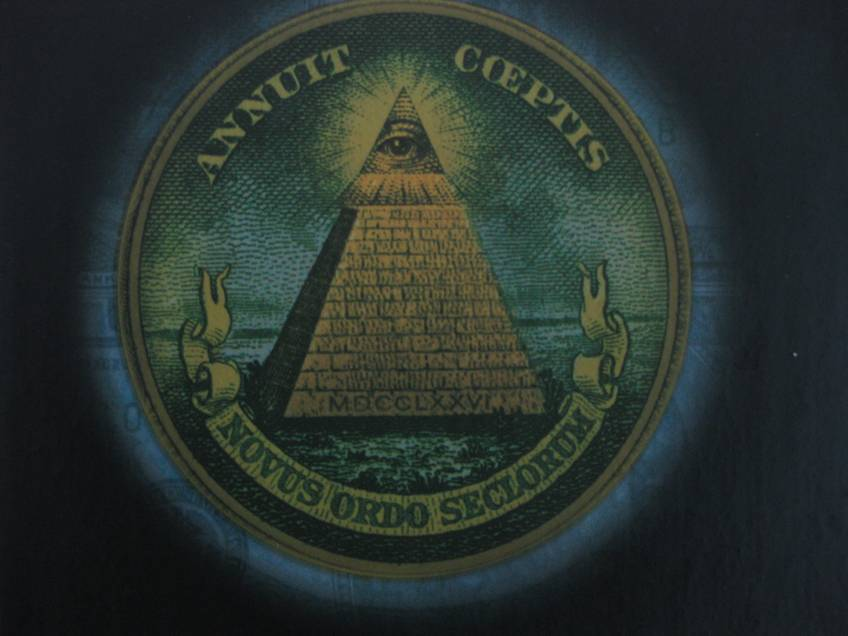 ANNUIT CŒPTIS
MDCCLXXVI
NOVUS ORDO SECLORUM